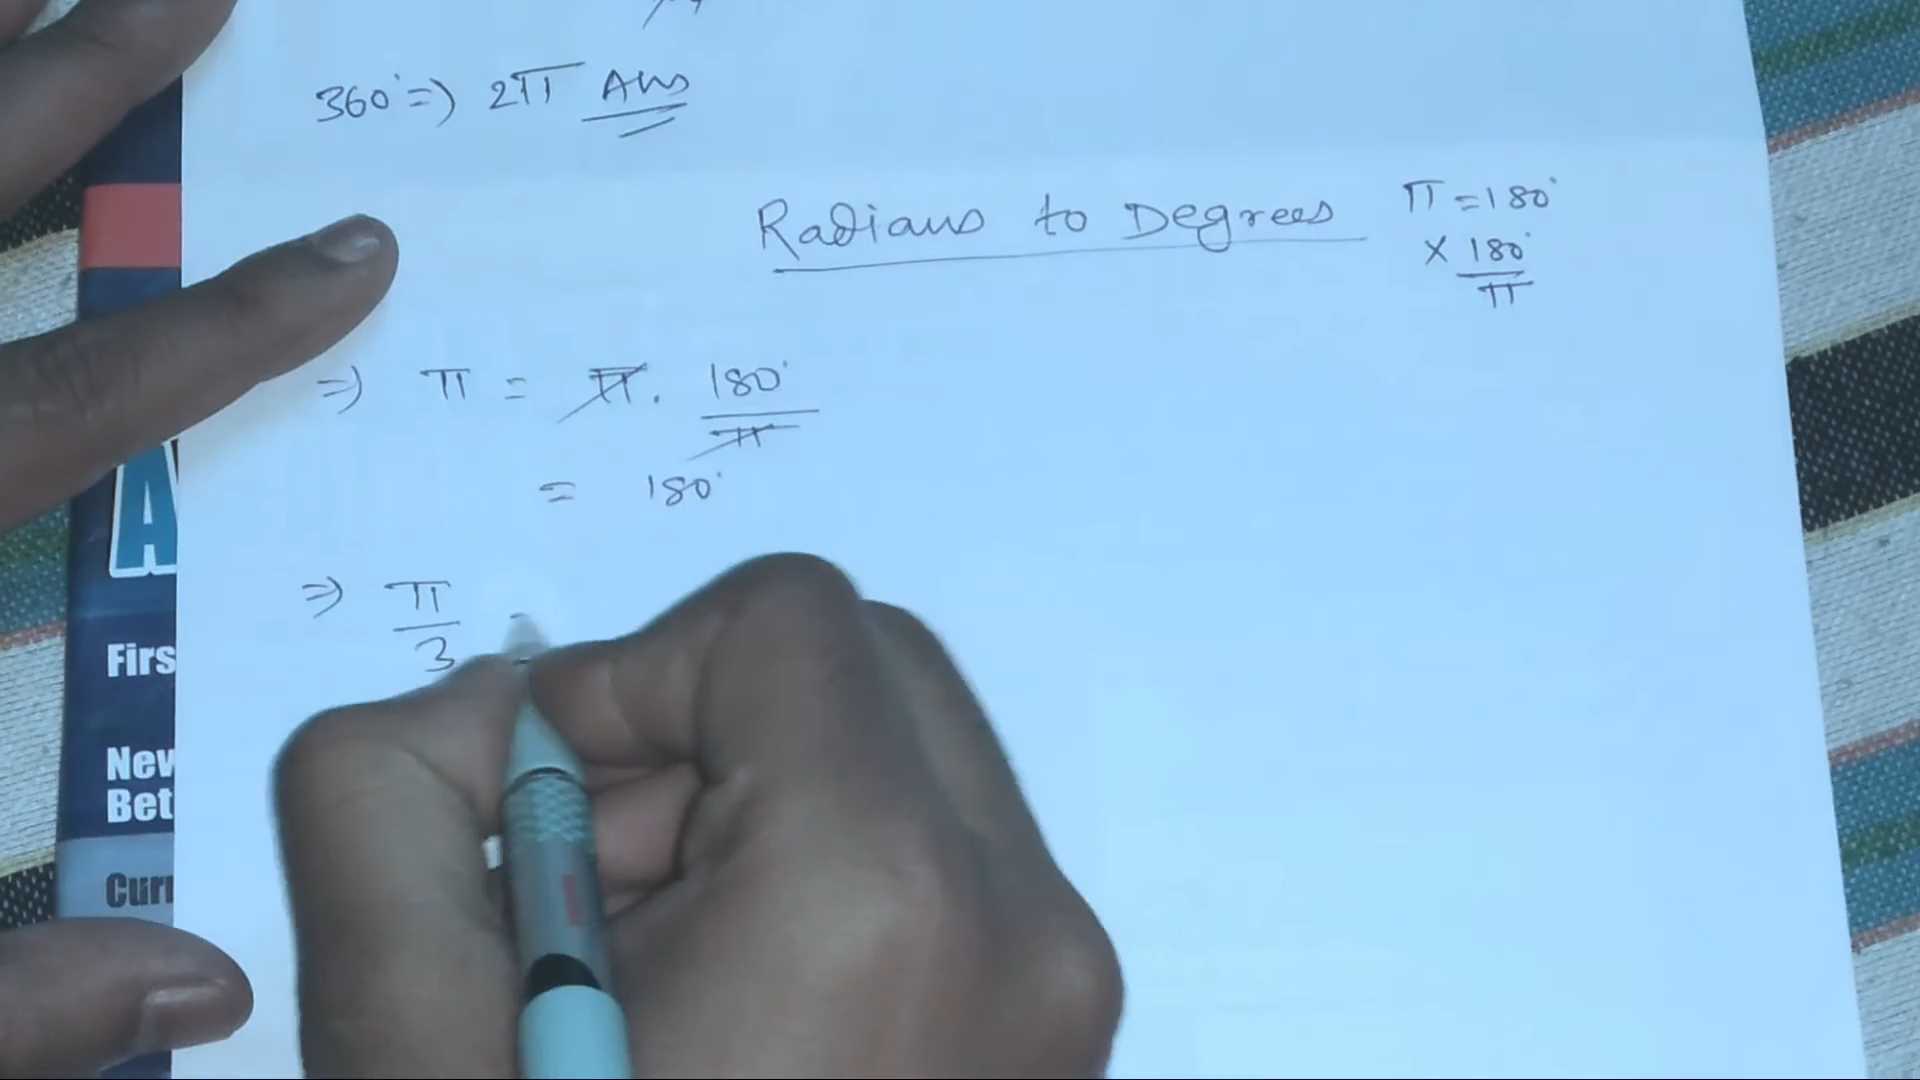 360° => 2π Ans
Radians to Degrees
π = 180°
× 180°/π
=> π = π . 180°/π
= 180°
=> π/3 =
A
Firs
New
Bet
Curr